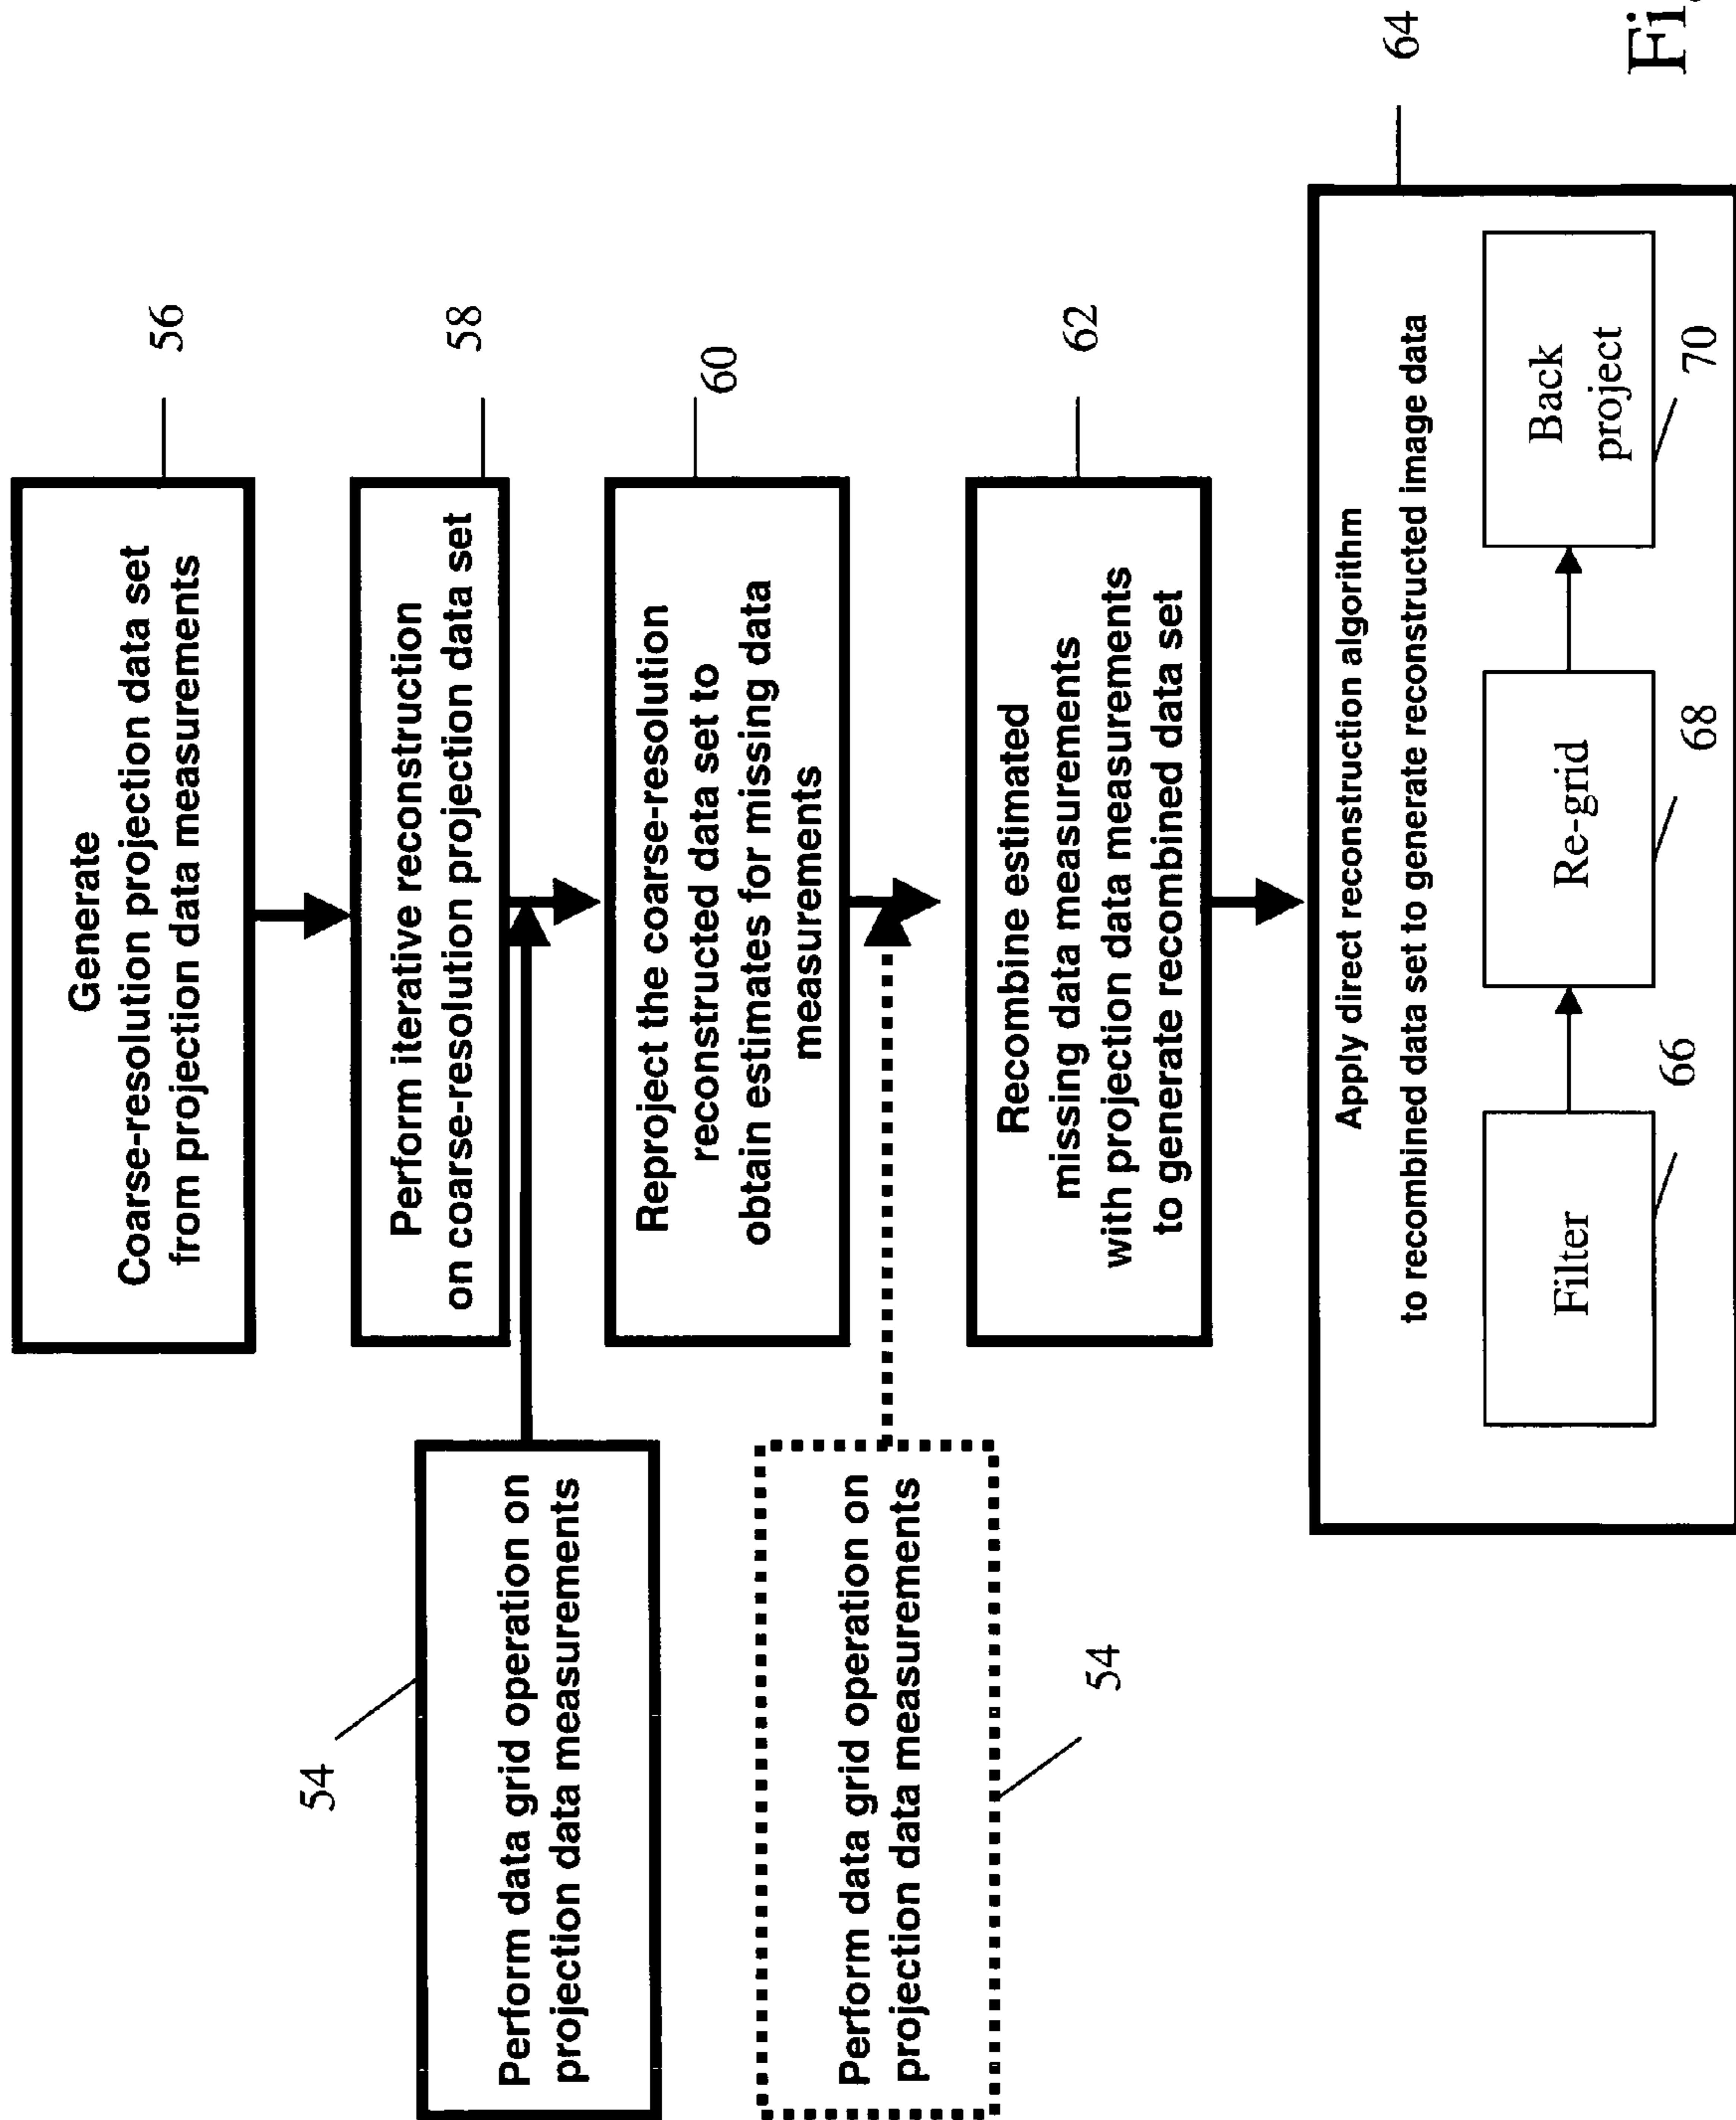 Generate
Coarse-resolution projection data set
from projection data measurements
56
Perform iterative reconstruction
on coarse-resolution projection data set
58
54
Perform data grid operation on
projection data measurements
Reproject the coarse-resolution
reconstructed data set to
obtain estimates for missing data
measurements
60
Perform data grid operation on
projection data measurements
54
Recombine estimated
missing data measurements
with projection data measurements
to generate recombined data set
62
Apply direct reconstruction algorithm
to recombined data set to generate reconstructed image data
64
Filter
Re-grid
Back
project
66
68
70